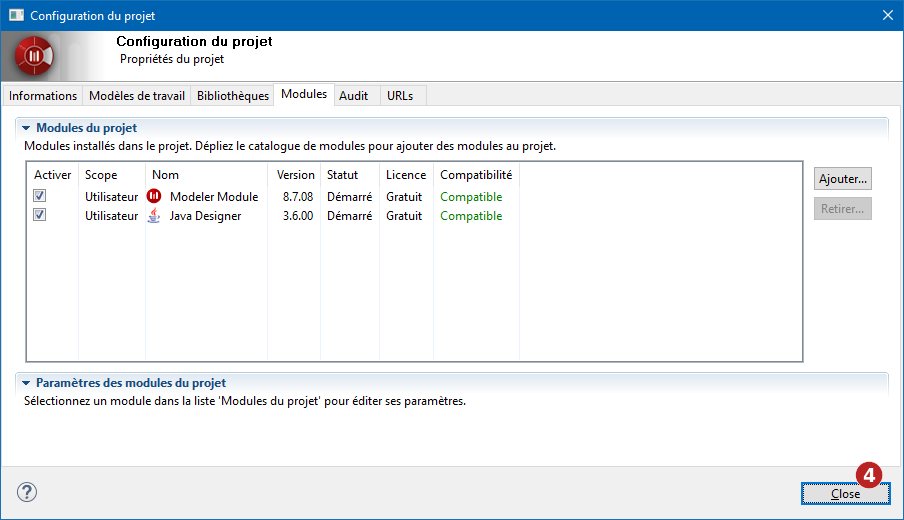 Configuration du projet
Configuration du projet
Propriétés du projet
Informations Modèles de travail Bibliothèques Modules Audit URLs
Modules du projet
Modules installés dans le projet. Dépliez le catalogue de modules pour ajouter des modules au projet.
Activer Scope Nom Version Statut Licence Compatibilité
Utilisateur Modeler Module 8.7.08 Démarré Gratuit Compatible
Utilisateur Java Designer 3.6.00 Démarré Gratuit Compatible
Ajouter...
Retirer...
Paramètres des modules du projet
Sélectionnez un module dans la liste 'Modules du projet' pour éditer ses paramètres.
4
? Close